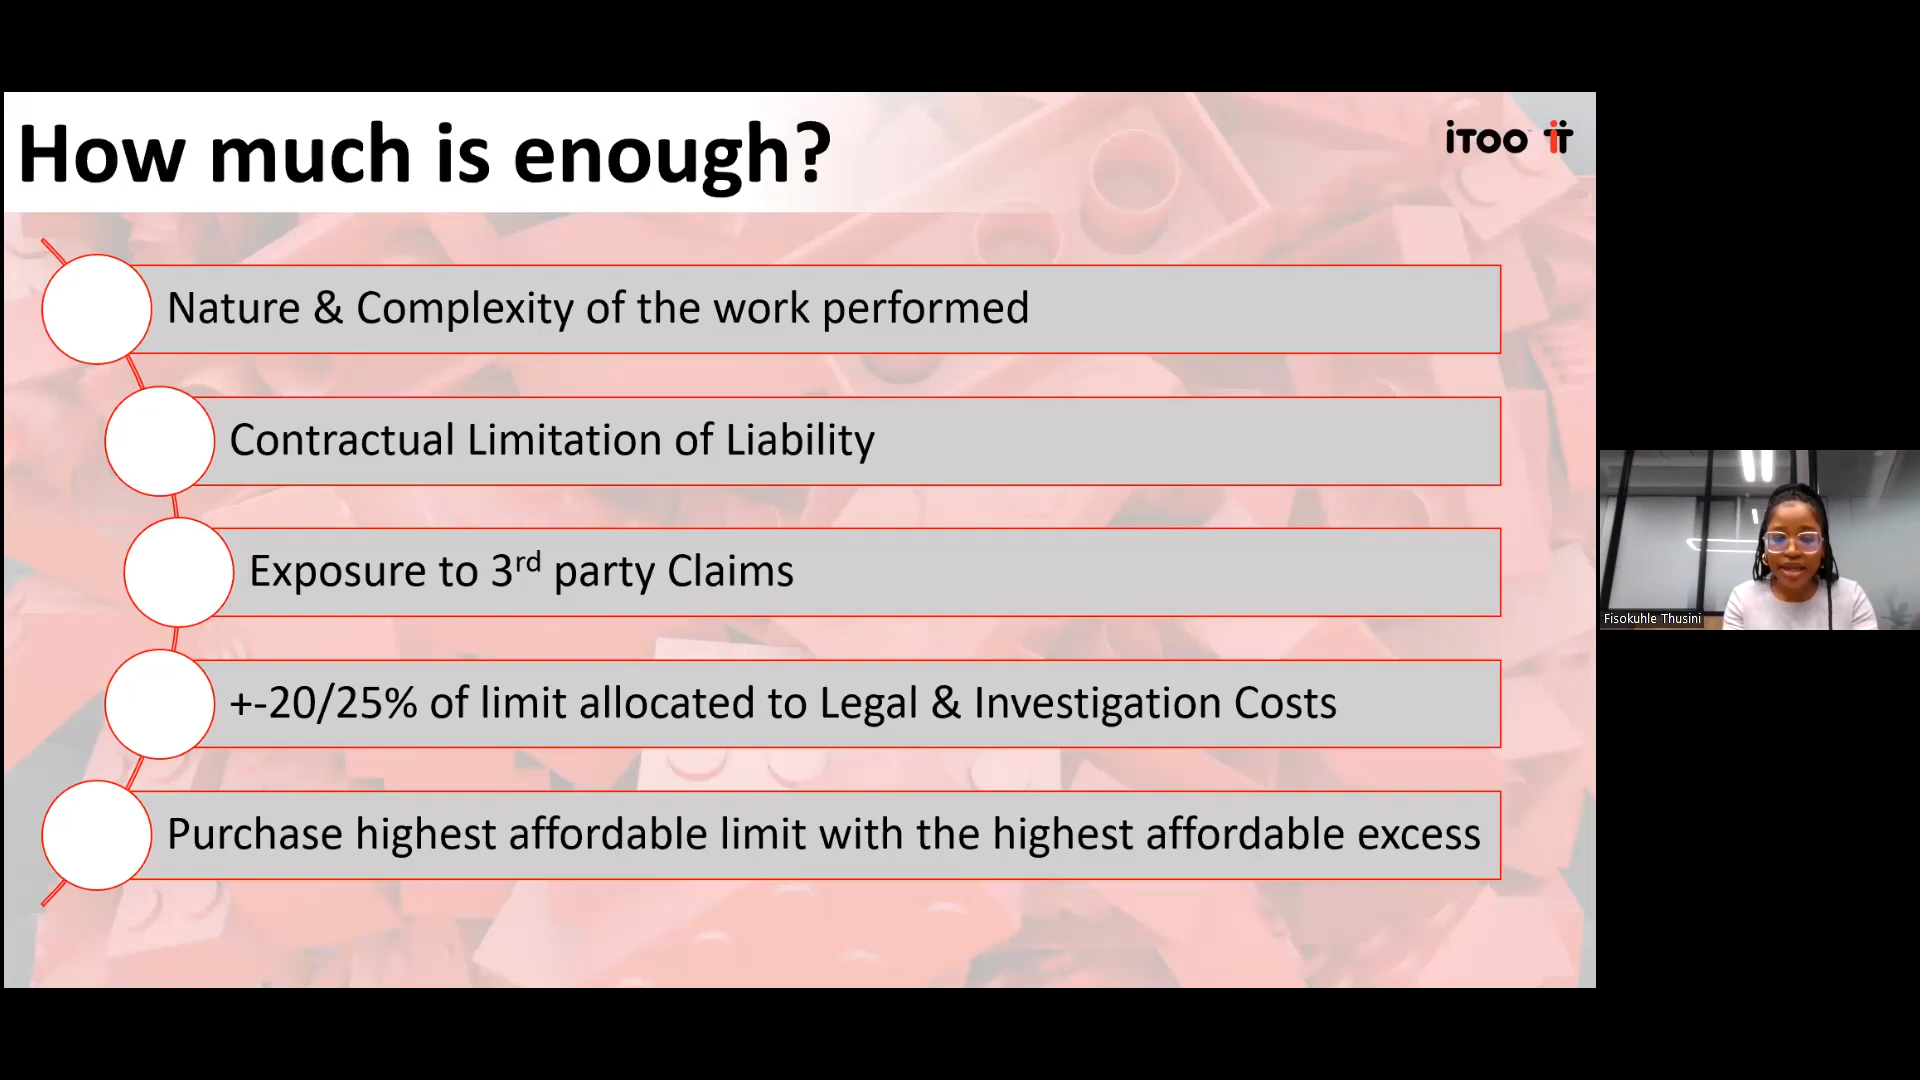 How much is enough?
iTOO
Nature & Complexity of the work performed
Contractual Limitation of Liability
Exposure to 3rd party Claims
+-20/25% of limit allocated to Legal & Investigation Costs
Purchase highest affordable limit with the highest affordable excess
Fisokuhle Thusini